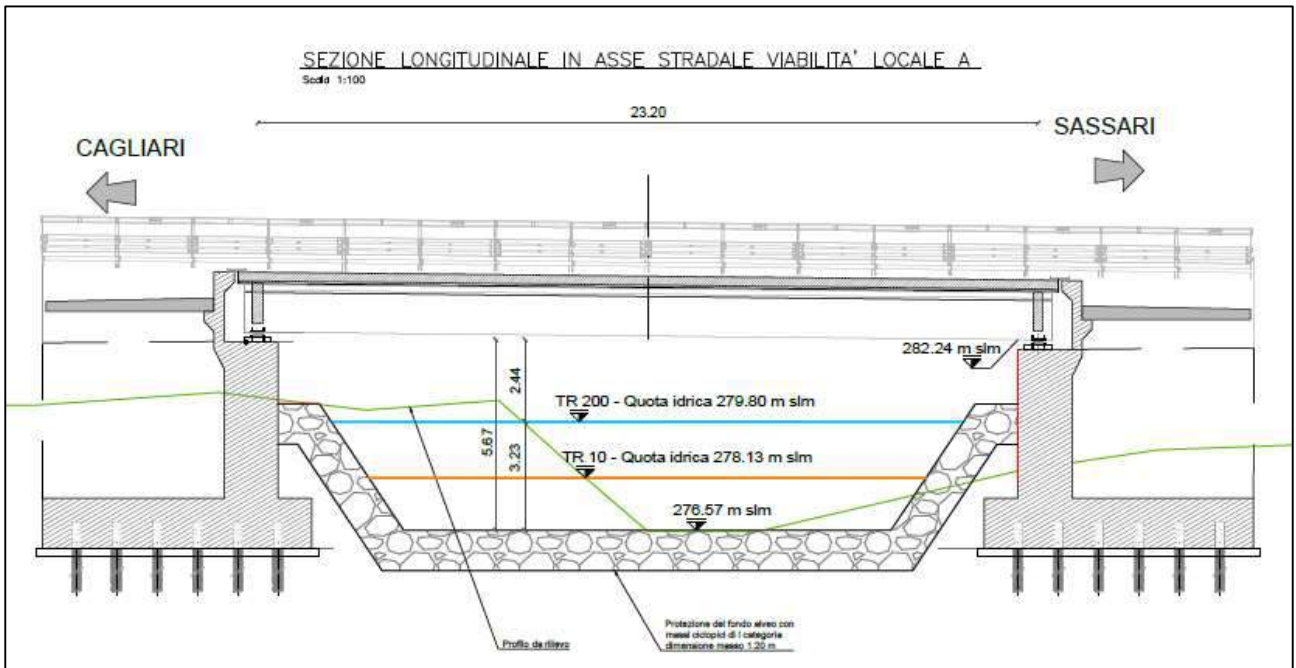 SEZIONE LONGITUDINALE IN ASSE STRADALE VIABILITA' LOCALE A
Scala 1:100
23.20
CAGLIARI
SASSARI
282.24 m slm
2.44
TR 200 - Quota idrica 279.80 m slm
5.67
3.23
TR 10 - Quota idrica 278.13 m slm
276.57 m slm
Profilo da rilievo
Protezione del fondo alveo con
massi ciclopici di I categoria
dimensione masso 1.20 m